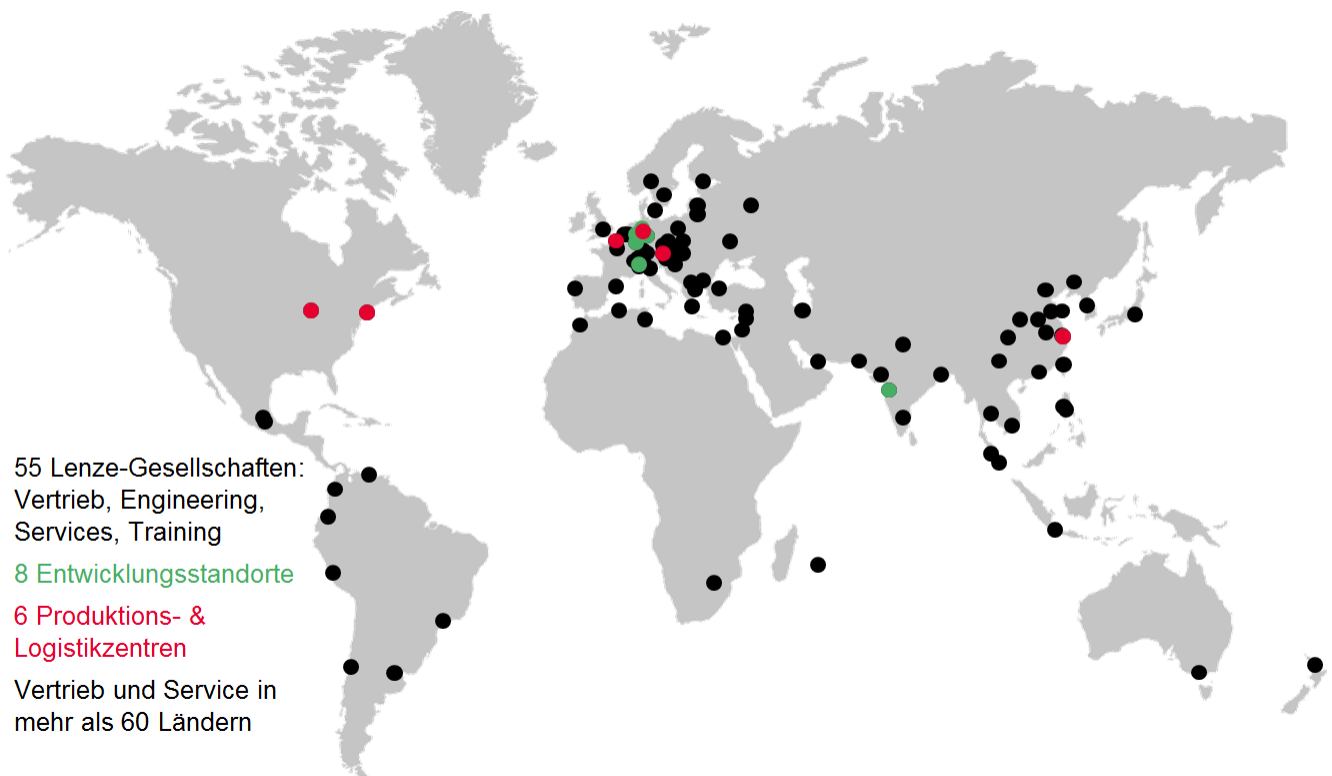 55 Lenze-Gesellschaften:
Vertrieb, Engineering,
Services, Training
8 Entwicklungsstandorte
6 Produktions- &
Logistikzentren
Vertrieb und Service in
mehr als 60 Ländern